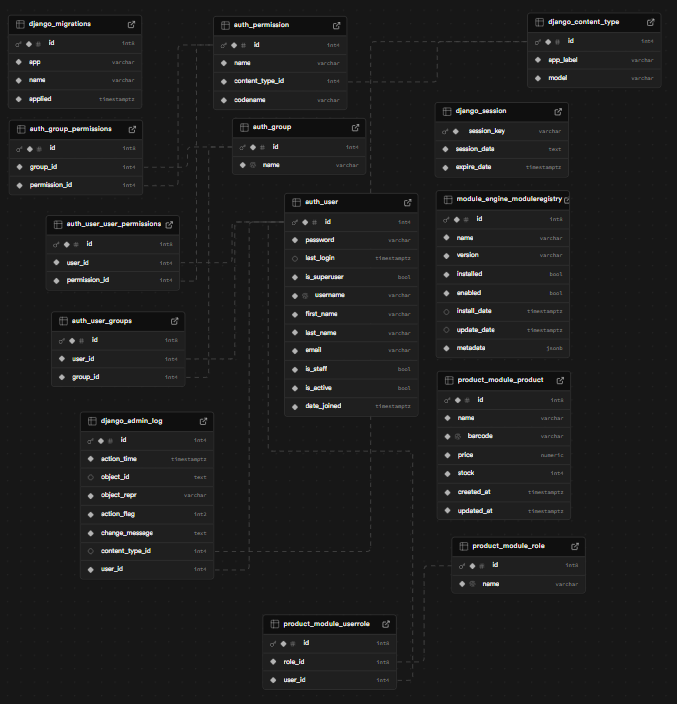 django_migrations
id int8
app varchar
name varchar
applied timestamptz
auth_permission
id int4
name varchar
content_type_id int4
codename varchar
django_content_type
id int4
app_label varchar
model varchar
auth_group_permissions
id int8
group_id int4
permission_id int4
auth_group
id int4
name varchar
django_session
session_key varchar
session_data text
expire_date timestamptz
auth_user_user_permissions
id int8
user_id int4
permission_id int4
auth_user
id int4
password varchar
last_login timestamptz
is_superuser bool
username varchar
first_name varchar
last_name varchar
email varchar
is_staff bool
is_active bool
date_joined timestamptz
module_engine_moduleregistry
id int8
name varchar
version varchar
installed bool
enabled bool
install_date timestamptz
update_date timestamptz
metadata jsonb
auth_user_groups
id int8
user_id int4
group_id int4
product_module_product
id int8
name varchar
barcode varchar
price numeric
stock int4
created_at timestamptz
updated_at timestamptz
django_admin_log
id int4
action_time timestamptz
object_id text
object_repr varchar
action_flag int2
change_message text
content_type_id int4
user_id int4
product_module_role
id int8
name varchar
product_module_userrole
id int8
role_id int8
user_id int4